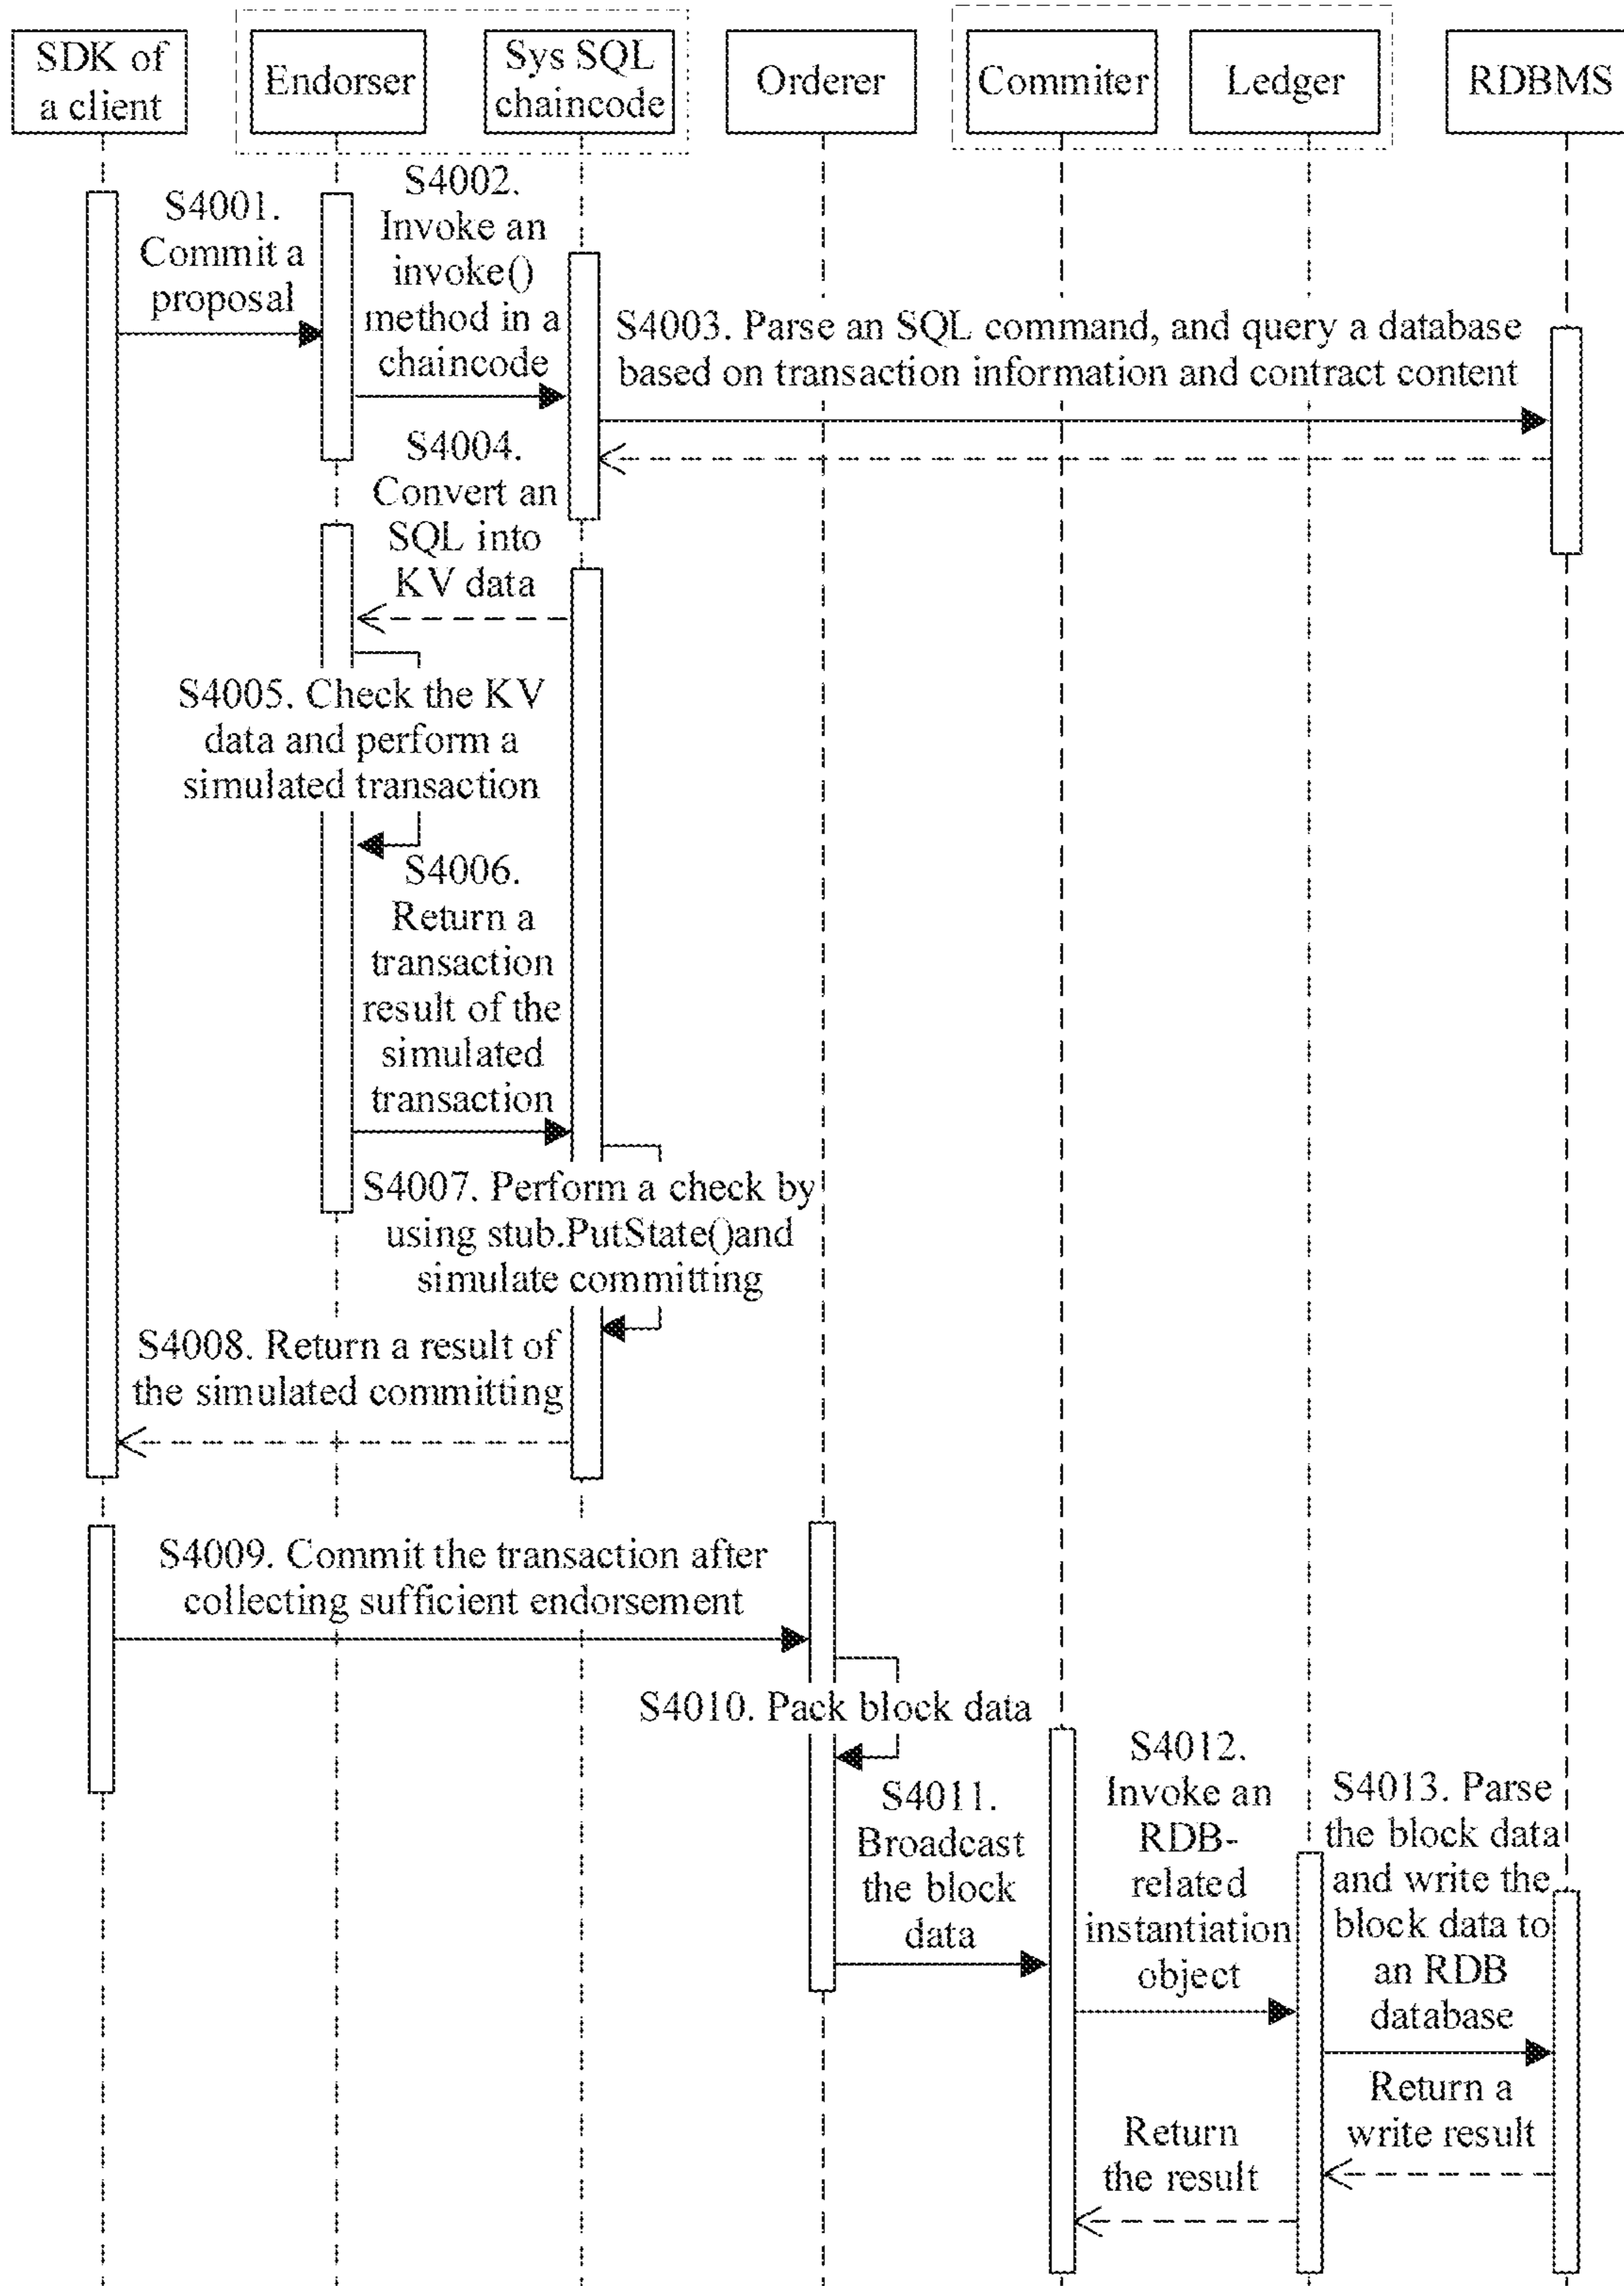 SDK of
a client
Endorser
Sys SQL
chaincode
Orderer
Commiter
Ledger
RDBMS
S4001.
Commit a
proposal
S4002.
Invoke an
invoke()
method in a
chaincode
S4003. Parse an SQL command, and query a database
based on transaction information and contract content
S4004.
Convert an
SQL into
KV data
S4005. Check the KV
data and perform a
simulated transaction
S4006.
Return a
transaction
result of the
simulated
transaction
S4007. Perform a check by
using stub.PutState()and
simulate committing
S4008. Return a result of
the simulated committing
S4009. Commit the transaction after
collecting sufficient endorsement
S4010. Pack block data
S4011.
Broadcast
the block
data
S4012.
Invoke an
RDB-
related
instantiation
object
S4013. Parse
the block data
and write the
block data to
an RDB
database
Return a
write result
Return
the result